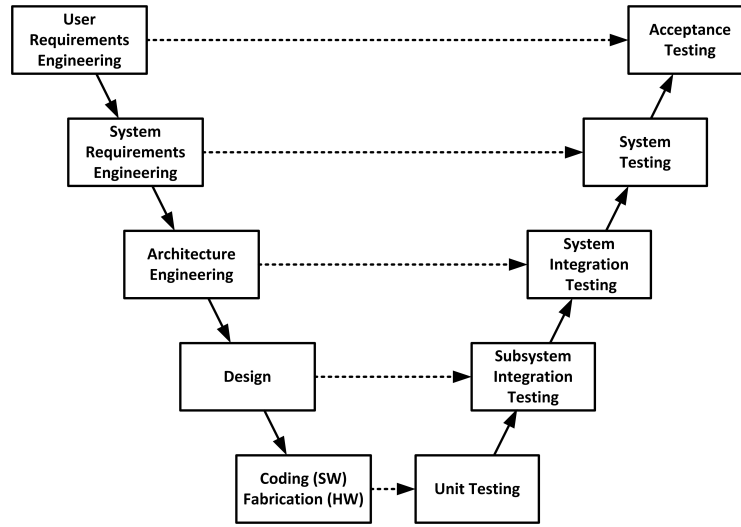 User
Requirements
Engineering
Acceptance
Testing
System
Requirements
Engineering
System
Testing
Architecture
Engineering
System
Integration
Testing
Design
Subsystem
Integration
Testing
Coding (SW)
Fabrication (HW)
Unit Testing